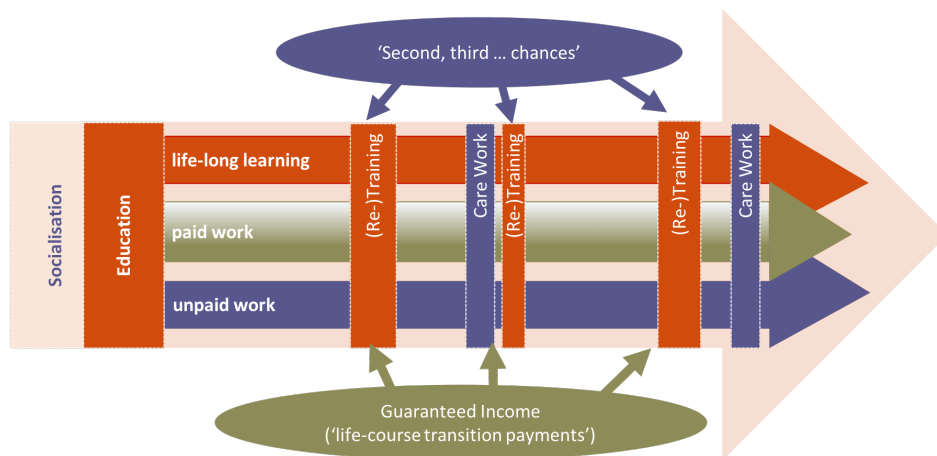 ‘Second, third ... chances’
Socialisation
Education
life-long learning
paid work
unpaid work
(Re-)Training
Care Work
(Re-)Training
(Re-)Training
Care Work
Guaranteed Income
(‘life-course transition payments’)